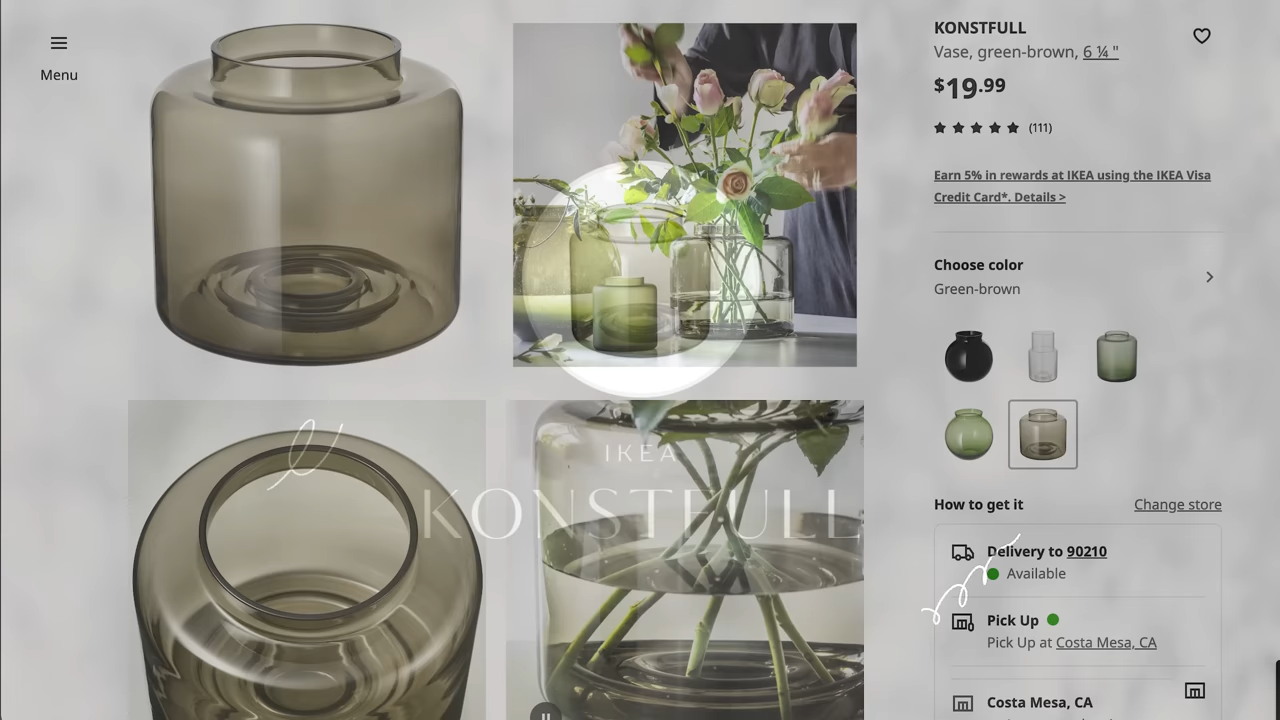 Menu
KONSTFULL
Vase, green-brown, 6 ¼ "
$19.99
(111)
Earn 5% in rewards at IKEA using the IKEA Visa
Credit Card*. Details >
Choose color
Green-brown
How to get it
Change store
Delivery to 90210
Available
Pick Up
Pick Up at Costa Mesa, CA
Costa Mesa, CA
IKEA
KONSTFULL